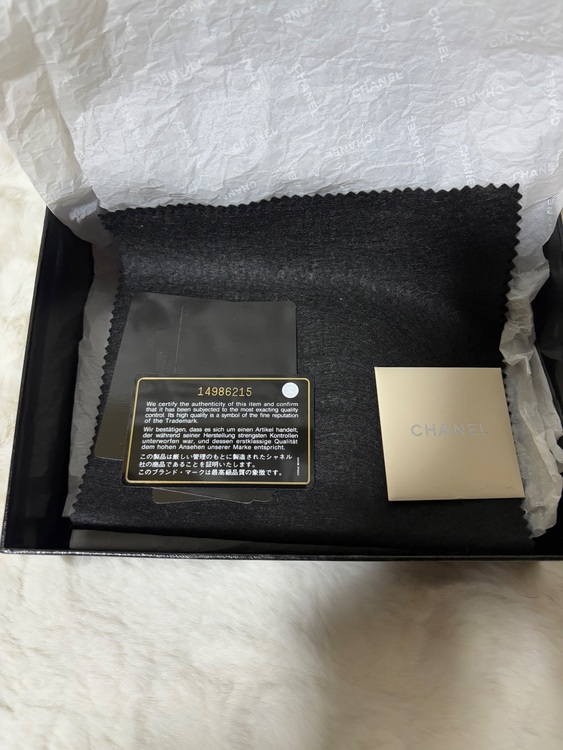 CHANEL
CHANEL
CHANEL
CHANEL
CHANEL
CHANEL
14986215
We certify the authenticity of this item and confirm
that it has been subjected to the most exacting quality
control. Its high quality is a symbol of the fine reputation
of the Trademark.
Wir bestätigen, dass es sich um einen Artikel handelt,
der während seiner Herstellung strengsten Kontrollen
unterworfen war, und dessen erstklassige Qualität
dem hohen Ansehen unserer Marke entspricht.
この製品は厳しい管理のもとに製造されたシャネル
社の商品であることを証明いたします。
このブランド・マークは最高級品質の象徴です。
CHANEL